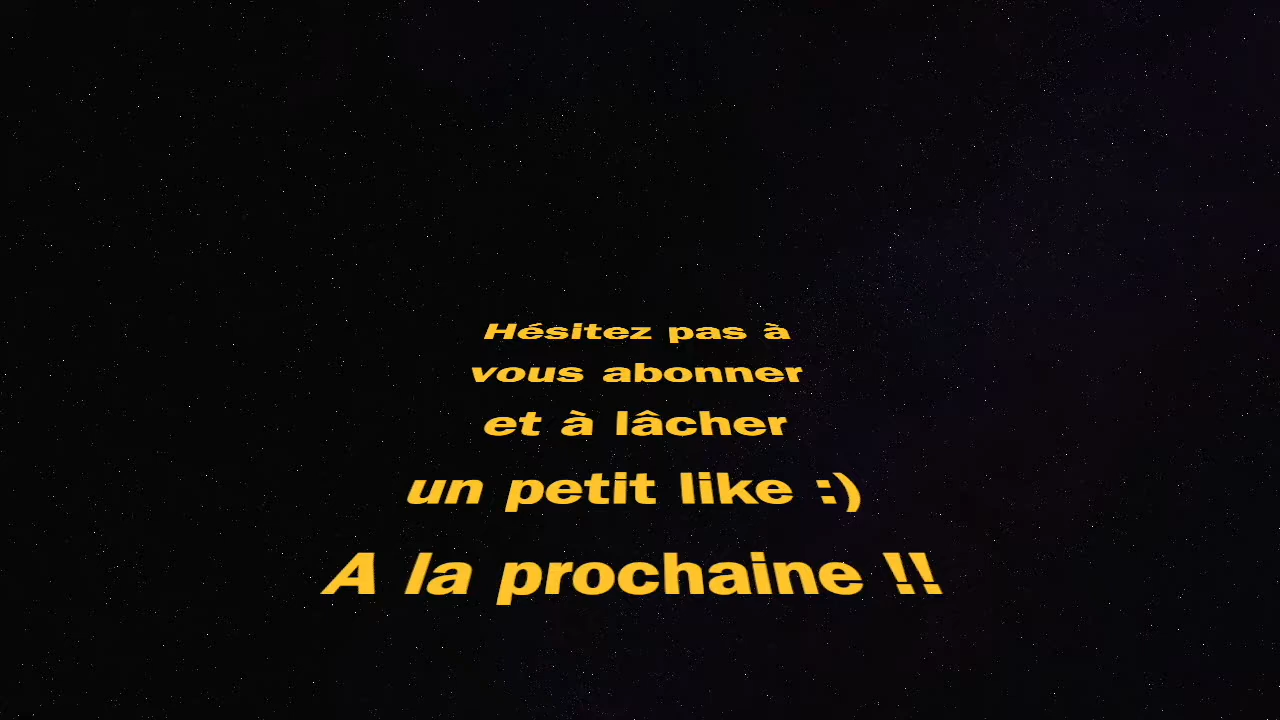 Hésitez pas à
vous abonner
et à lâcher
un petit like :)
A la prochaine !!